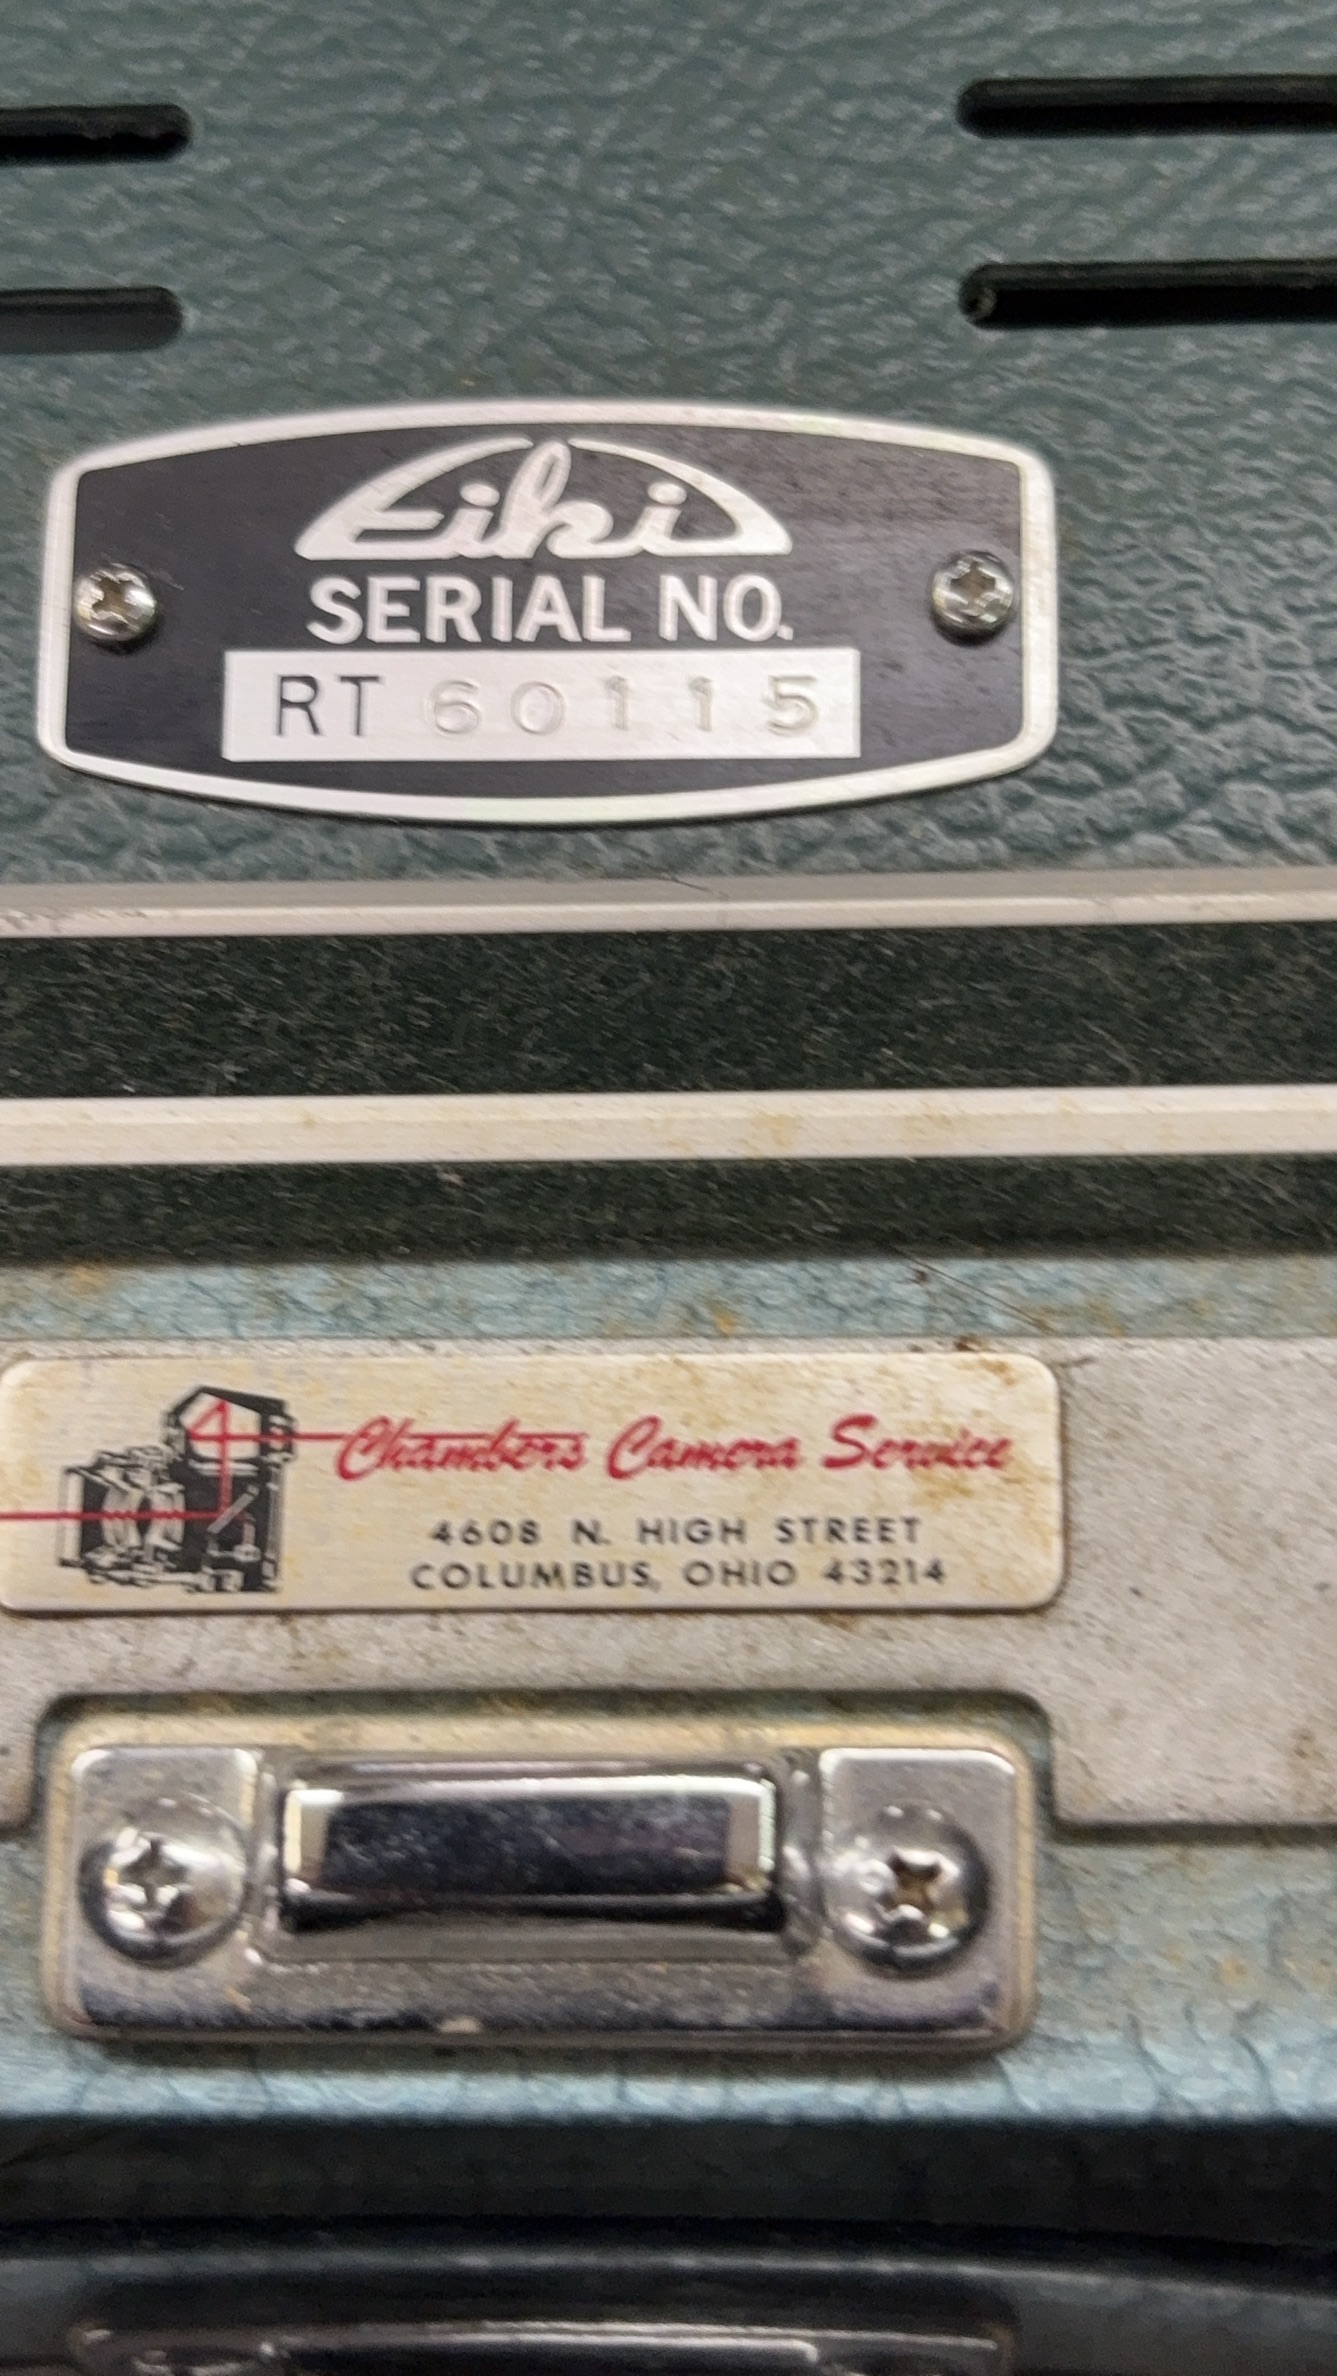 Eiki
SERIAL NO.
RT 60115
Chambers Camera Service
4608 N. HIGH STREET
COLUMBUS, OHIO 43214